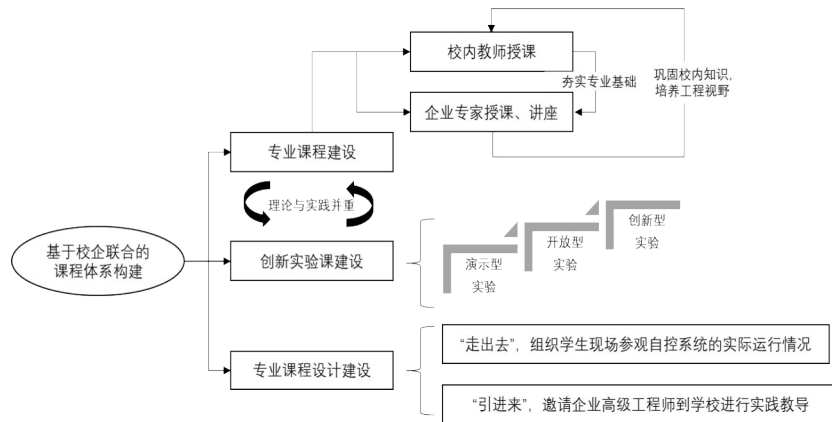 校内教师授课
夯实专业基础
巩固校内知识,
培养工程视野
企业专家授课、讲座
专业课程建设
理论与实践并重
基于校企联合的
课程体系构建
创新实验课建设
演示型
实验
开放型
实验
创新型
实验
专业课程设计建设
“走出去”，组织学生现场参观自控系统的实际运行情况
“引进来”，邀请企业高级工程师到学校进行实践教导